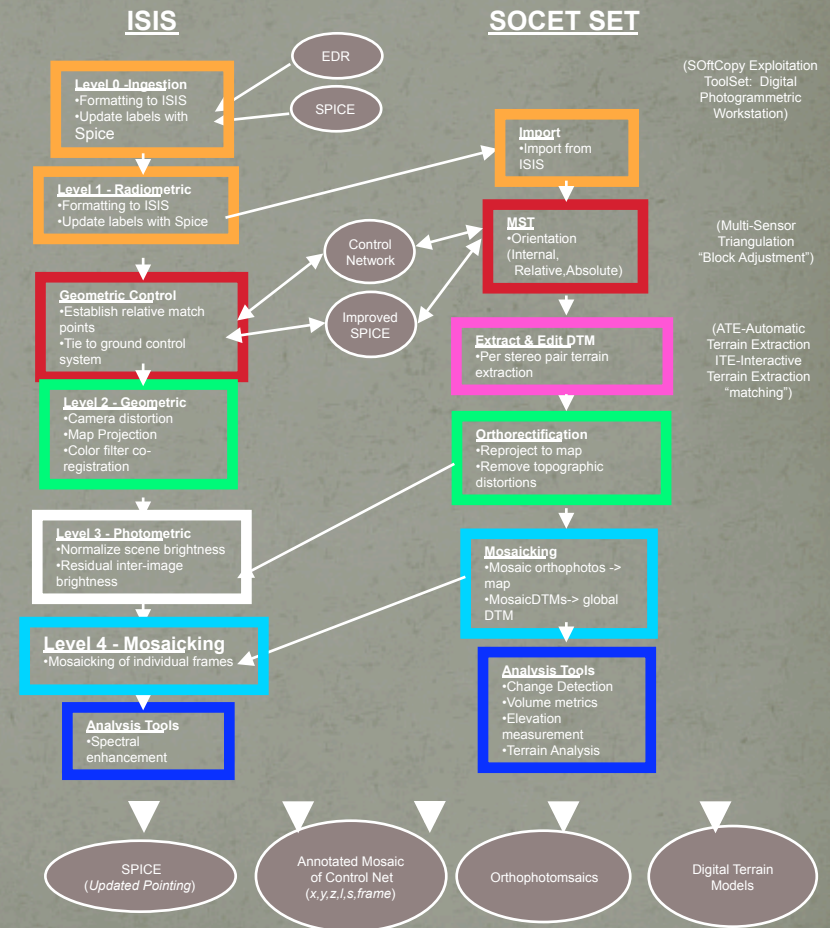 ISIS
SOCET SET
EDR
SPICE
Level 0 -Ingestion
•Formatting to ISIS
•Update labels with
Spice
(SOftCopy Exploitation
ToolSet:  Digital
Photogrammetric
Workstation)
Import
•Import from
ISIS
Level 1 - Radiometric
•Formatting to ISIS
•Update labels with Spice
MST
•Orientation
(Internal,
Relative,Absolute)
(Multi-Sensor
Triangulation
“Block Adjustment”)
Control
Network
Improved
SPICE
Geometric Control
•Establish relative match
points
•Tie to ground control
system
Extract & Edit DTM
•Per stereo pair terrain
extraction
(ATE-Automatic
Terrain Extraction
ITE-Interactive
Terrain Extraction
“matching”)
Level 2 - Geometric
•Camera distortion
•Map Projection
•Color filter co-
registration
Orthorectification
•Reproject to map
•Remove topographic
distortions
Level 3 - Photometric
•Normalize scene brightness
•Residual inter-image
brightness
Mosaicking
•Mosaic orthophotos ->
map
•MosaicDTMs-> global
DTM
Level 4 - Mosaicking
•Mosaicking of individual frames
Analysis Tools
•Spectral
enhancement
Analysis Tools
•Change Detection
•Volume metrics
•Elevation
measurement
•Terrain Analysis
SPICE
(Updated Pointing)
Annotated Mosaic
of Control Net
(x,y,z,l,s,frame)
Orthophotomsaics
Digital Terrain
Models